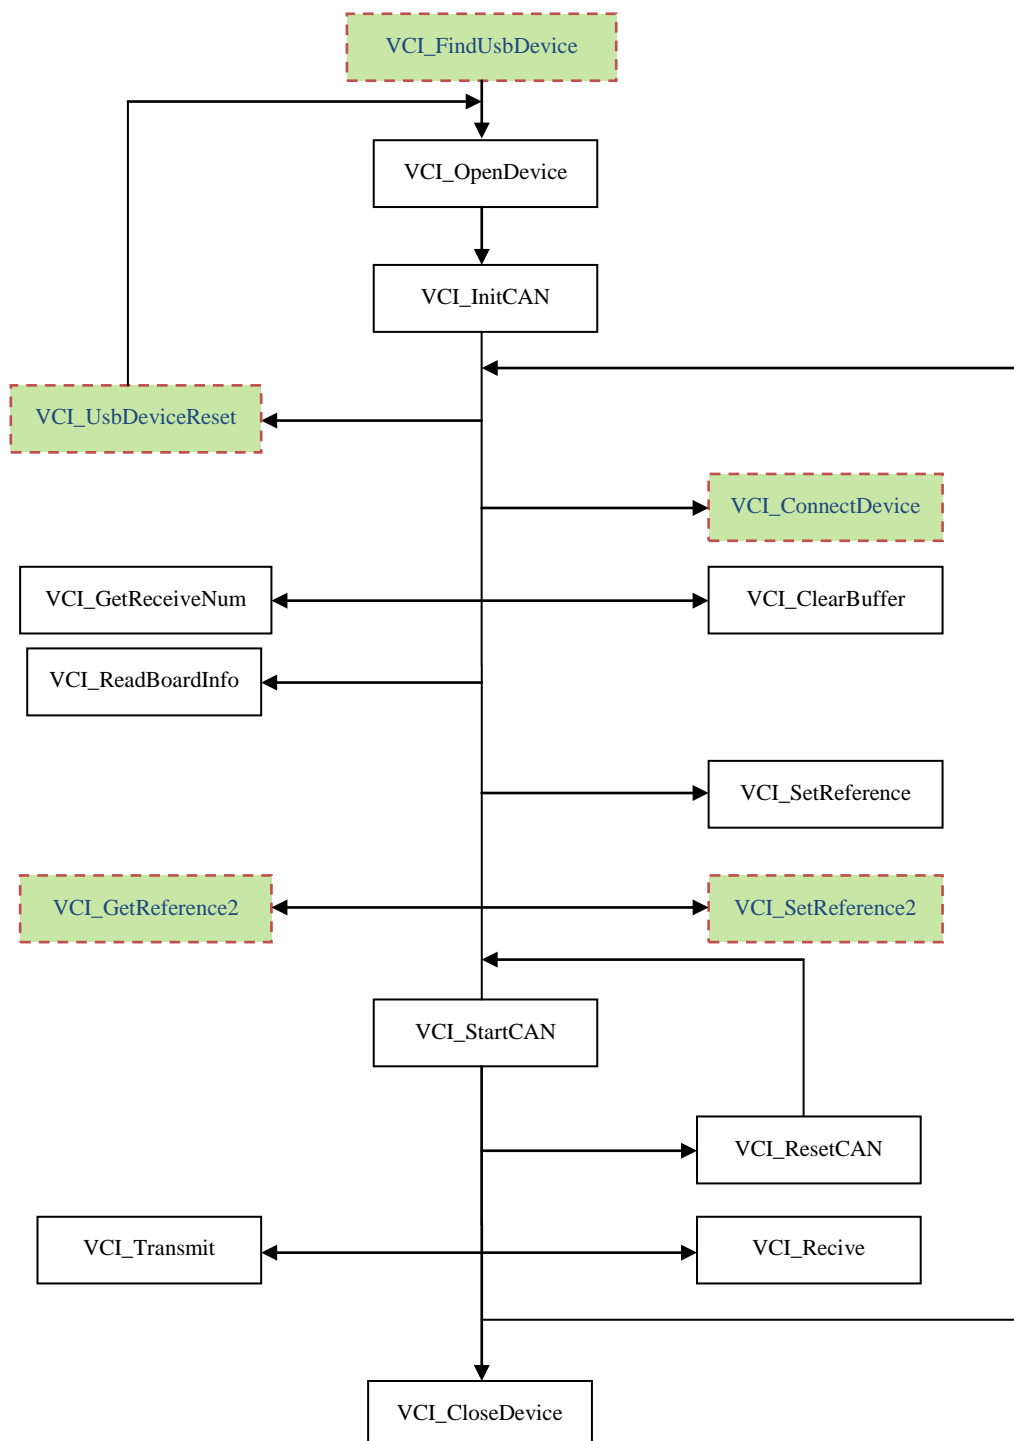 VCI_FindUsbDevice
VCI_OpenDevice
VCI_InitCAN
VCI_UsbDeviceReset
VCI_ConnectDevice
VCI_GetReceiveNum
VCI_ClearBuffer
VCI_ReadBoardInfo
VCI_SetReference
VCI_GetReference2
VCI_SetReference2
VCI_StartCAN
VCI_ResetCAN
VCI_Transmit
VCI_Recive
VCI_CloseDevice